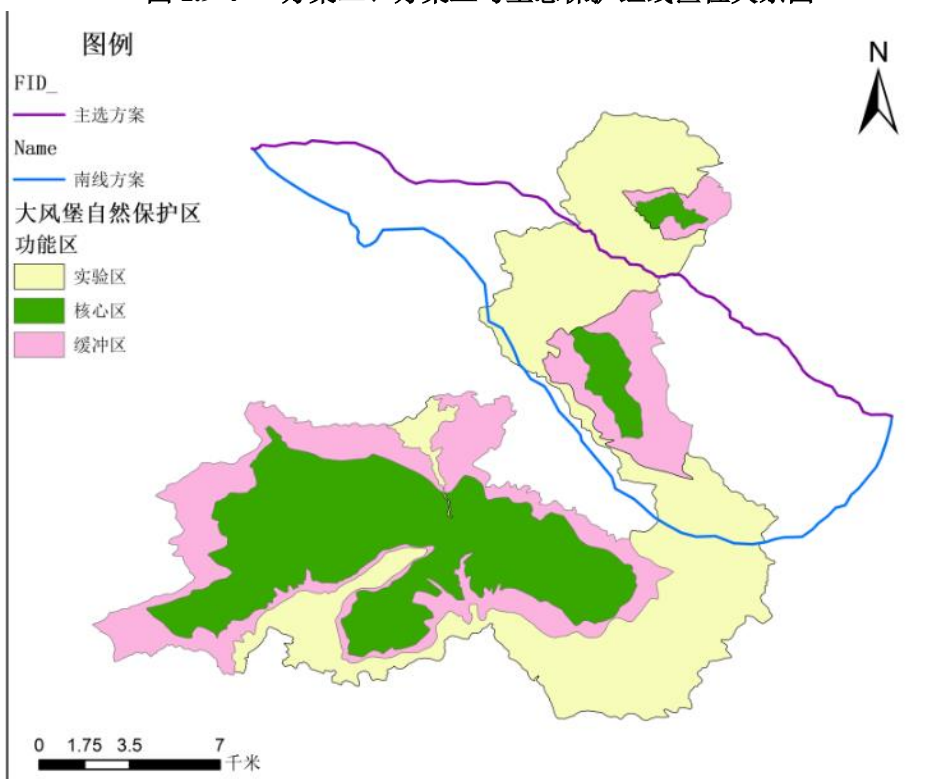 图例
N
FID_
主选方案
Name
南线方案
大风堡自然保护区
功能区
实验区
核心区
缓冲区
0 1.75 3.5 7
千米